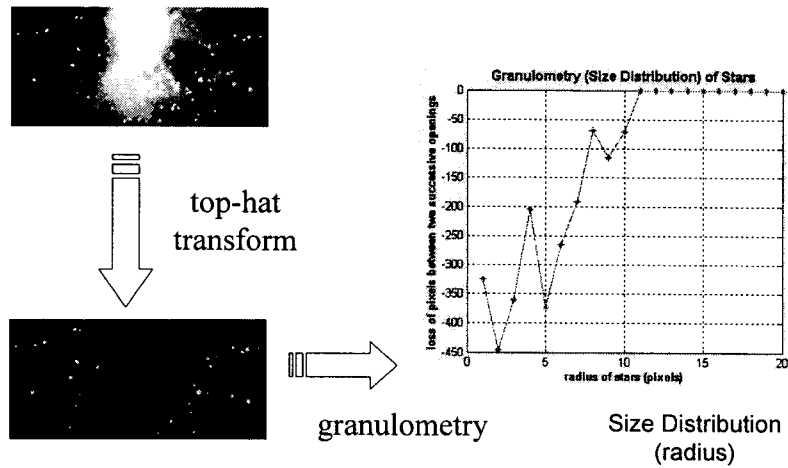 top-hat
transform
granulometry
Granulometry (Size Distribution) of Stars
loss of pixels between two successive openings
0
-50
-100
-150
-200
-250
-300
-350
-400
-450
0
5
10
15
20
radius of stars (pixels)
Size Distribution
(radius)